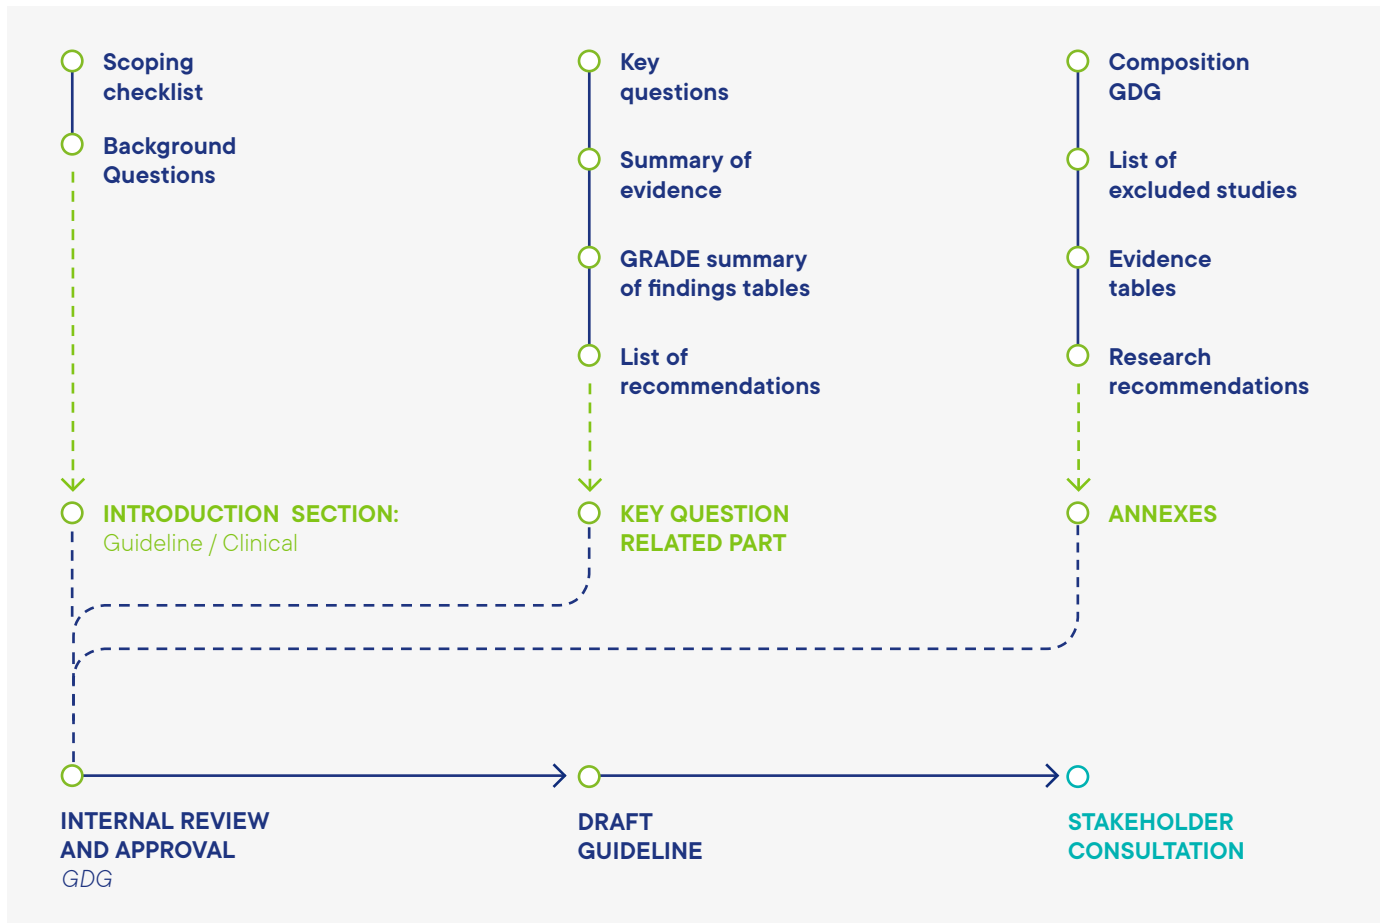 Scoping
checklist
Background
Questions
Key
questions
Summary of
evidence
GRADE summary
of findings tables
List of
recommendations
Composition
GDG
List of
excluded studies
Evidence
tables
Research
recommendations
INTRODUCTION SECTION:
Guideline / Clinical
KEY QUESTION
RELATED PART
ANNEXES
INTERNAL REVIEW
AND APPROVAL
GDG
DRAFT
GUIDELINE
STAKEHOLDER
CONSULTATION